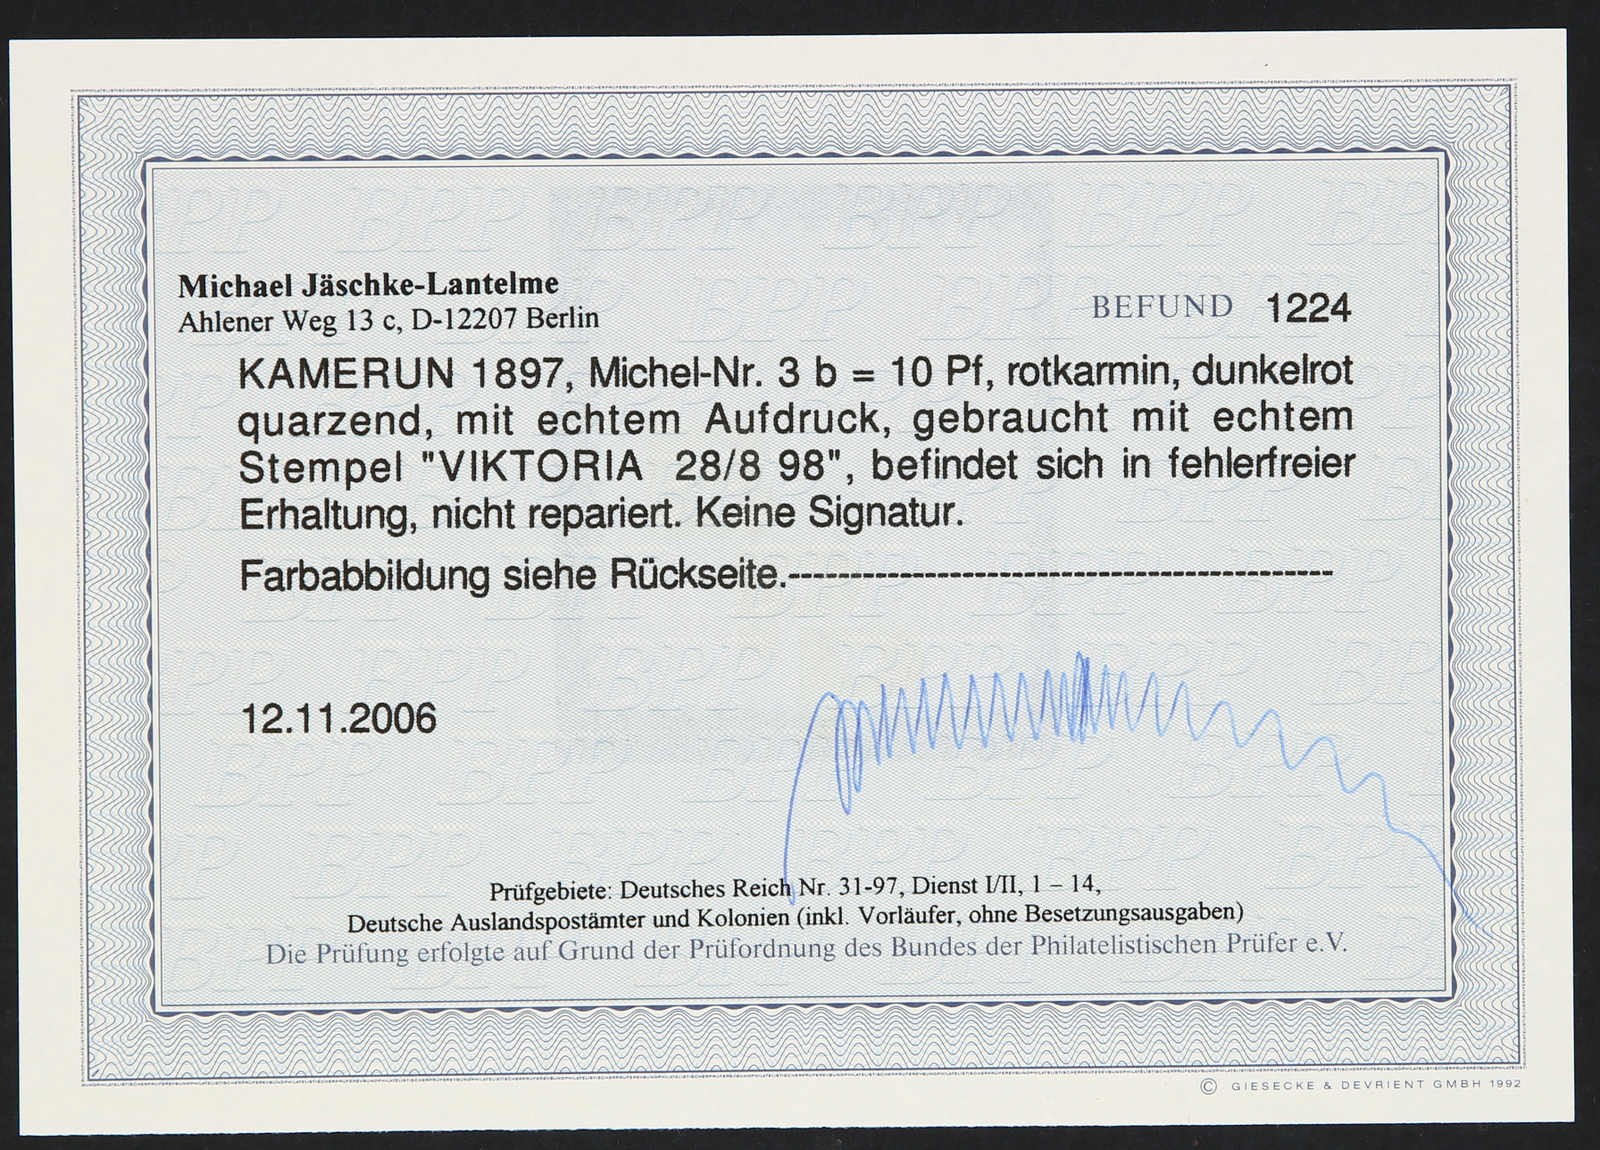 Michael Jäschke-Lantelme
Ahlener Weg 13 c, D-12207 Berlin
BEFUND 1224
KAMERUN 1897, Michel-Nr. 3 b = 10 Pf, rotkarmin, dunkelrot
quarzend, mit echtem Aufdruck, gebraucht mit echtem
Stempel "VIKTORIA 28/8 98", befindet sich in fehlerfreier
Erhaltung, nicht repariert. Keine Signatur.
Farbabbildung siehe Rückseite.--------------------------------------------
12.11.2006
Prüfgebiete: Deutsches Reich Nr. 31-97, Dienst I/II, 1 – 14,
Deutsche Auslandspostämter und Kolonien (inkl. Vorläufer, ohne Besetzungsausgaben)
Die Prüfung erfolgte auf Grund der Prüfordnung des Bundes der Philatelistischen Prüfer e.V.
© GIESECKE & DEVRIENT GMBH 1992